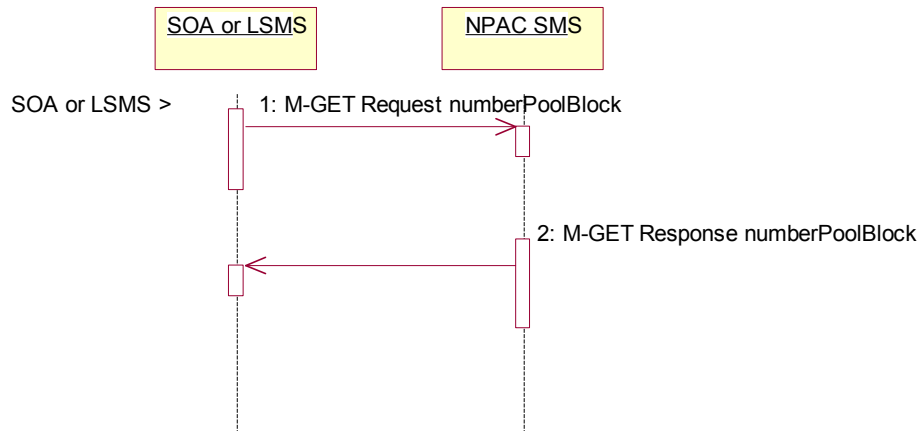 SOA or LSMS
NPAC SMS
SOA or LSMS >
1: M-GET Request numberPoolBlock
2: M-GET Response numberPoolBlock